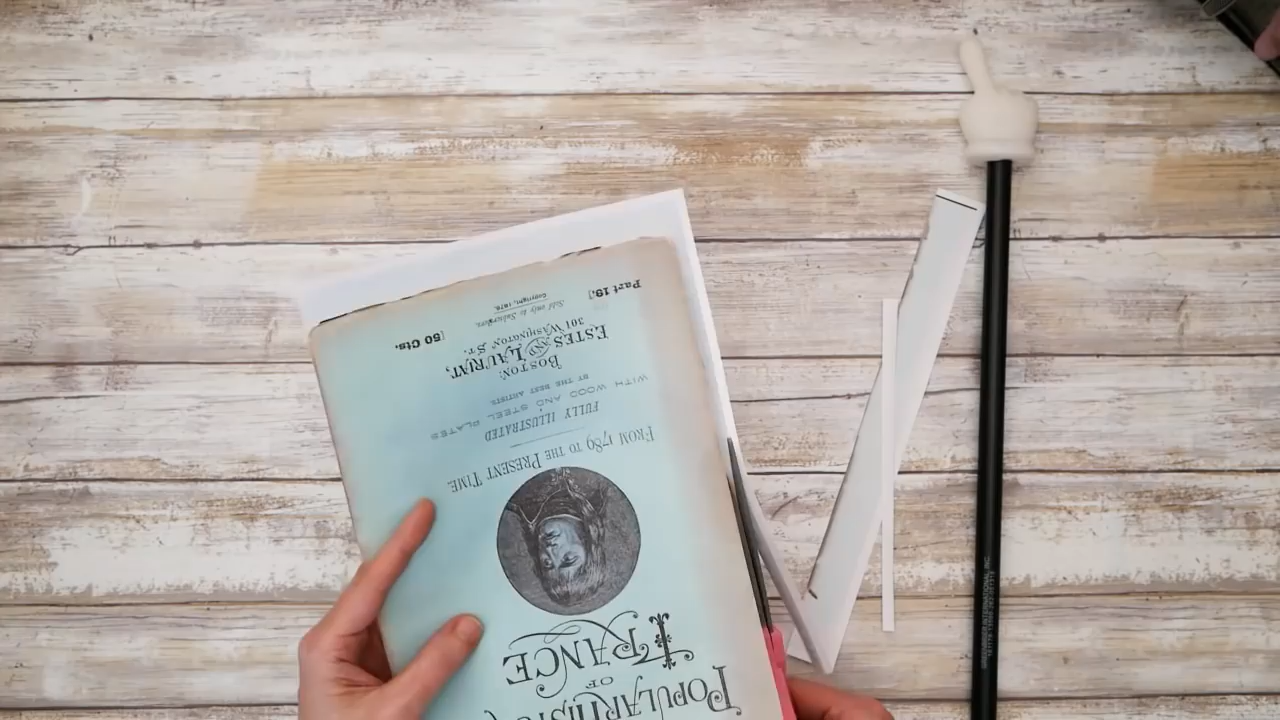 POPULAR HISTO
OF
FRANCE
FROM 1789 TO THE PRESENT TIME.
FULLY ILLUSTRATED
WITH WOOD AND STEEL PLATES
BY THE BEST ARTISTS
BOSTON:
ESTES AND LAURIAT,
301 WASHINGTON ST.
Sold only to Subscribers.
Copyright, 1878.
Part 19.] [50 Cts.